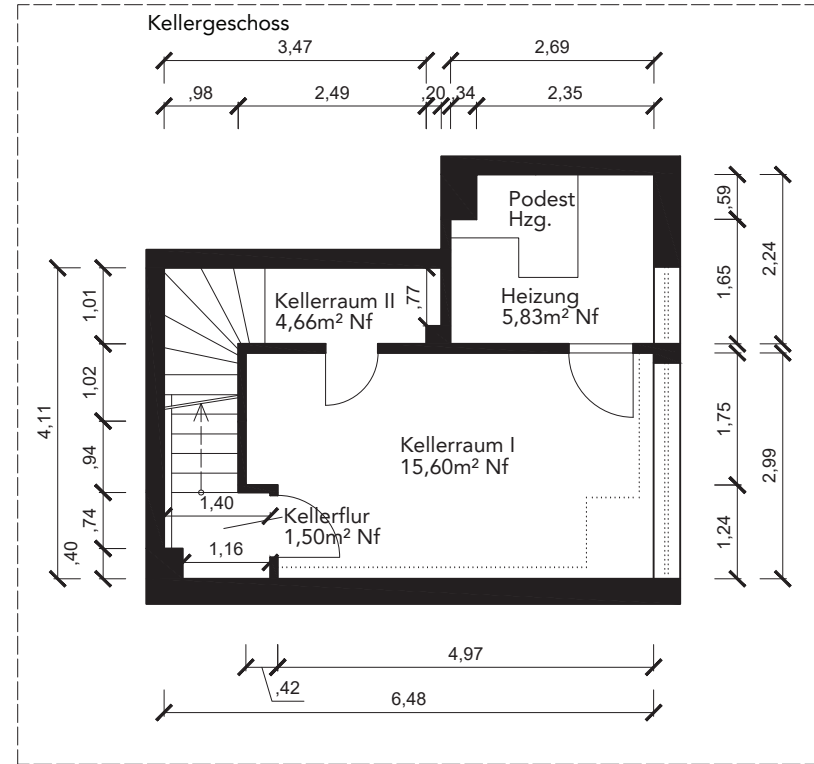 Kellergeschoss
3,47
2,69
,98
2,49
,20
,34
2,35
Podest
Hzg.
,59
2,24
1,65
Kellerraum II
4,66m² Nf
,77
Heizung
5,83m² Nf
1,01
1,02
4,11
,94
,74
,40
Kellerraum I
15,60m² Nf
1,75
2,99
1,24
1,40
Kellerflur
1,50m² Nf
1,16
4,97
,42
6,48